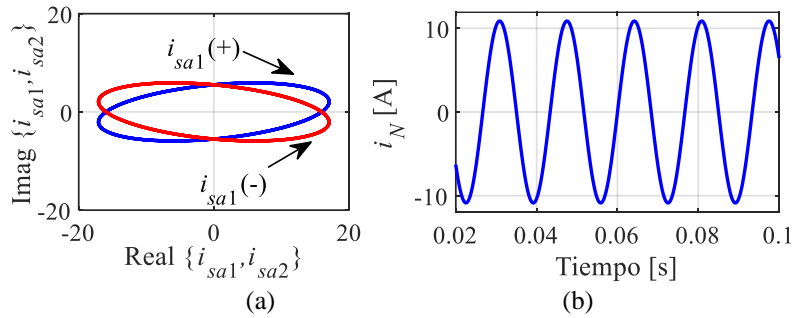 20
0
-20
-20
0
20
Imag {i_sa1,i_sa2}
Real {i_sa1,i_sa2}
i_sa1(+)
i_sa1(-)
(a)
10
0
-10
0.02
0.04
0.06
0.08
0.1
i_N [A]
Tiempo [s]
(b)